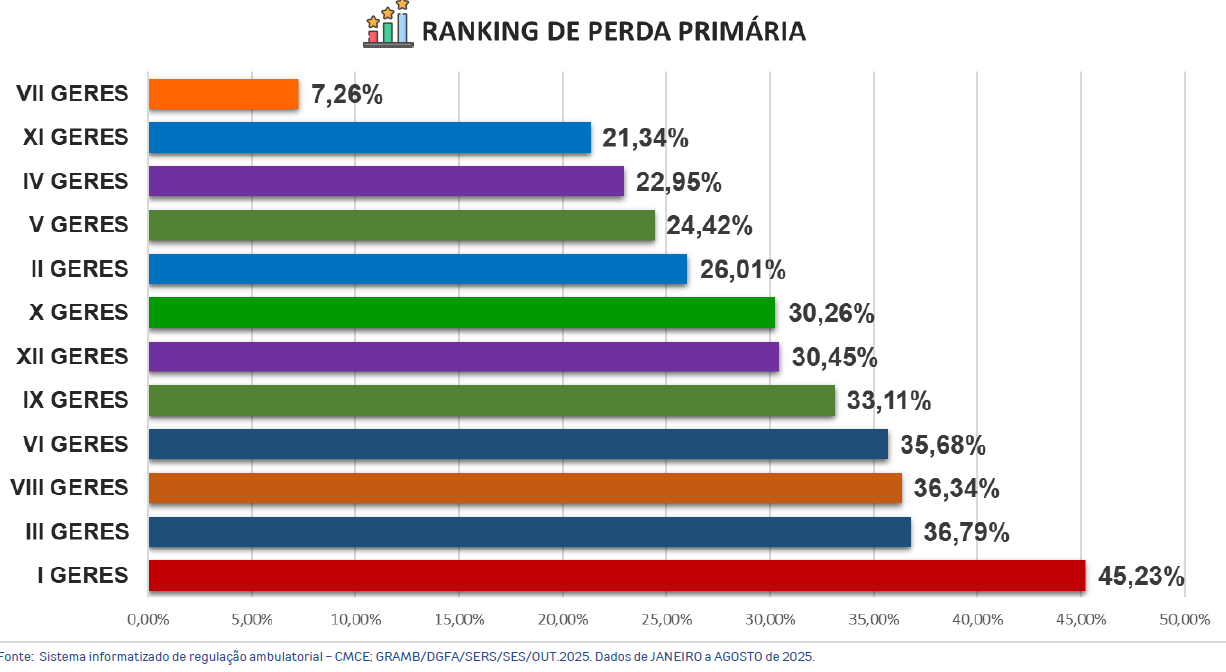 RANKING DE PERDA PRIMÁRIA
VII GERES 7,26%
XI GERES 21,34%
IV GERES 22,95%
V GERES 24,42%
II GERES 26,01%
X GERES 30,26%
XII GERES 30,45%
IX GERES 33,11%
VI GERES 35,68%
VIII GERES 36,34%
III GERES 36,79%
I GERES 45,23%
0,00% 5,00% 10,00% 15,00% 20,00% 25,00% 30,00% 35,00% 40,00% 45,00% 50,00%
Fonte: Sistema informatizado de regulação ambulatorial – CMCE; GRAMB/DGFA/SERS/SES/OUT.2025. Dados de JANEIRO a AGOSTO de 2025.